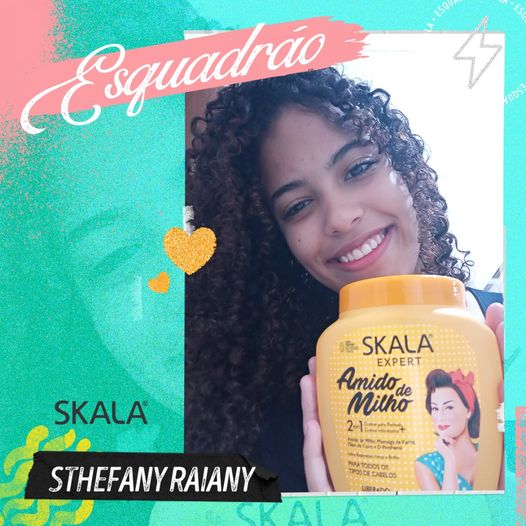 Esquadrão
SKALA®
EXPERT
Amido de
Milho
2 em 1
PARA TODOS OS
TIPOS DE CABELOS
LIBERADO
SKALA®
STHEFANY RAIANY
SKALA